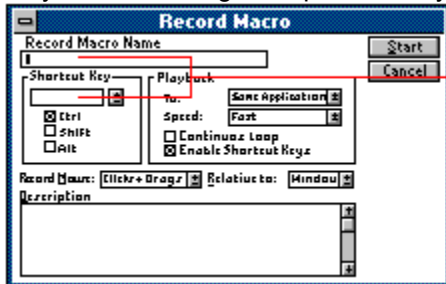 Record Macro
Record Macro Name
Start
Cancel
Shortcut Key
Playback
To: Same Application
Ctrl
Speed: Fast
Shift
Continuous Loop
Alt
Enable Shortcut Keys
Record Mouse: Clicks+Drags Relative to: Window
Description